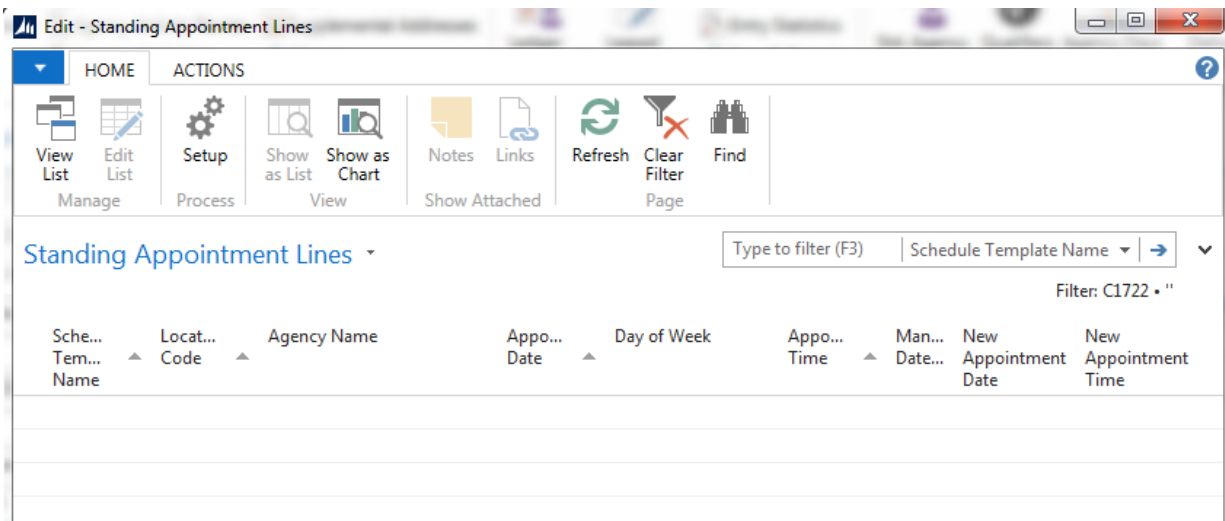 Edit - Standing Appointment Lines
HOME ACTIONS
View List
Edit List
Setup
Show as List
Show as Chart
Notes
Links
Refresh
Clear Filter
Find
Manage
Process
View
Show Attached
Page
Standing Appointment Lines
Type to filter (F3)
Schedule Template Name
Filter: C1722 • ''
Sche... Tem... Name
Locat... Code
Agency Name
Appo... Date
Day of Week
Appo... Time
Man... Date...
New Appointment Date
New Appointment Time